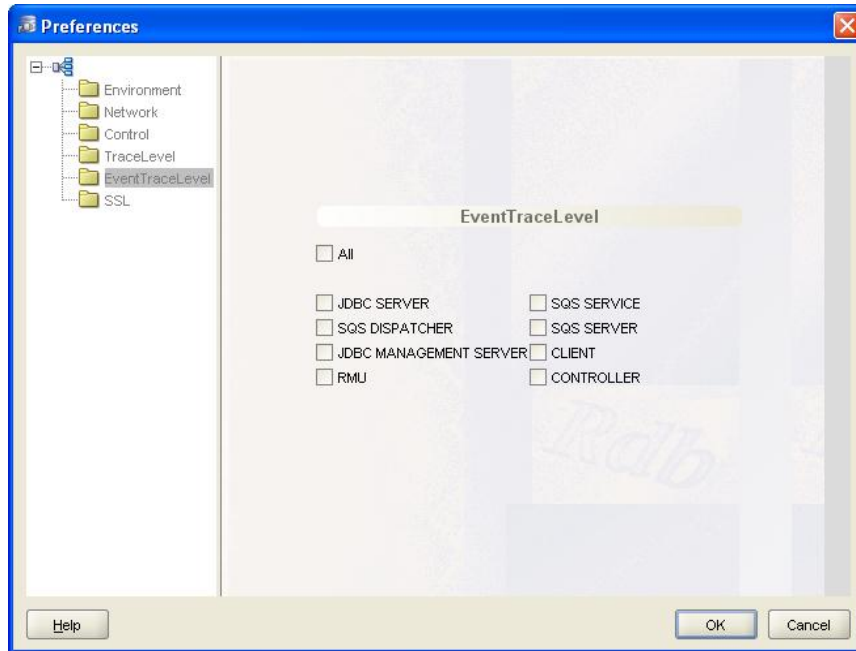 Preferences
Environment
Network
Control
TraceLevel
EventTraceLevel
SSL
EventTraceLevel
All
JDBC SERVER SQS SERVICE
SQS DISPATCHER SQS SERVER
JDBC MANAGEMENT SERVER CLIENT
RMU CONTROLLER
Rdb
Help OK Cancel